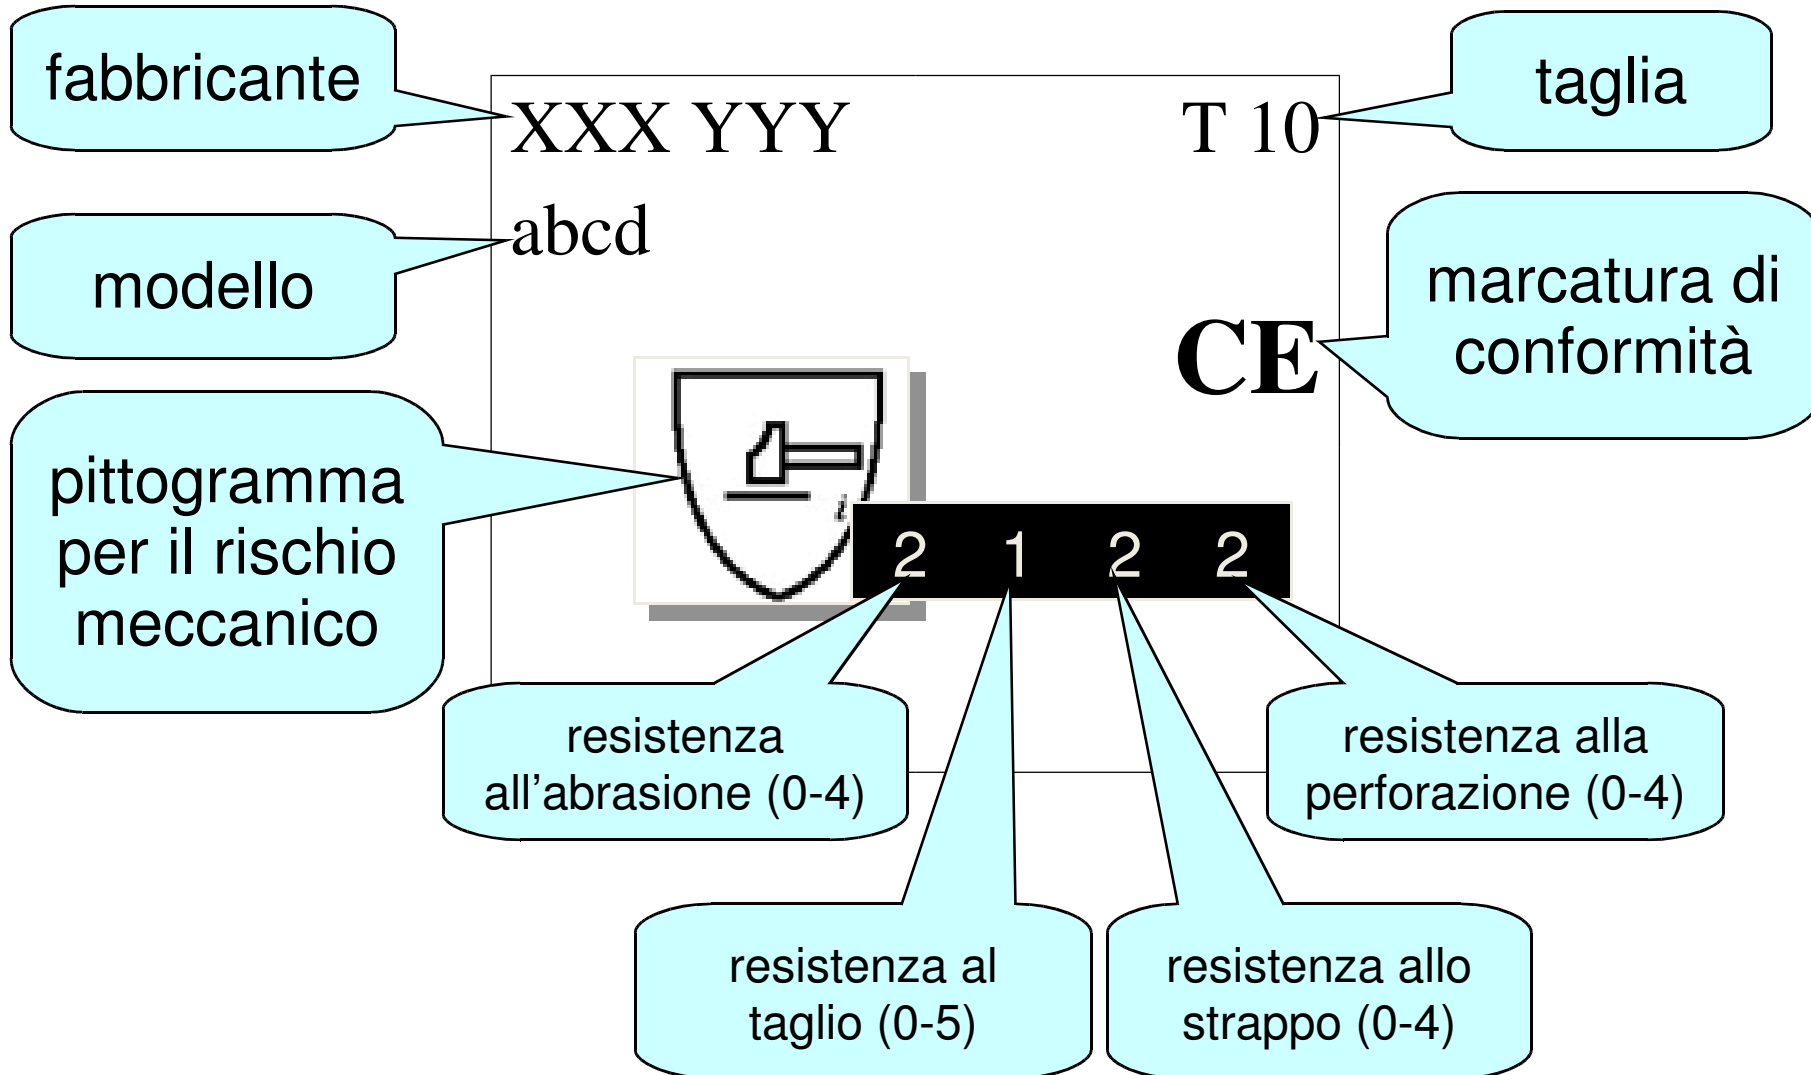 fabbricante
XXX YYY
T 10
taglia
modello
abcd
marcatura di
conformità
CE
pittogramma
per il rischio
meccanico
2 1 2 2
resistenza
all'abrasione (0-4)
resistenza alla
perforazione (0-4)
resistenza al
taglio (0-5)
resistenza allo
strappo (0-4)